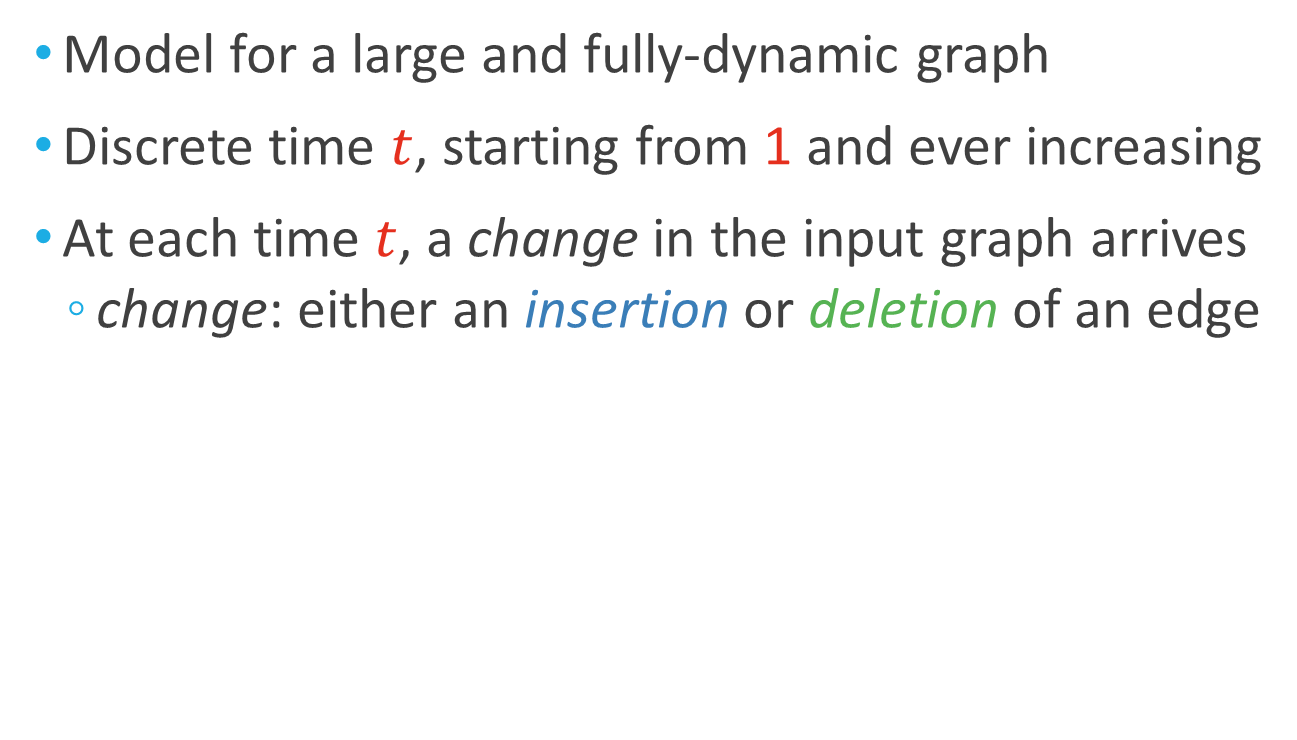 • Model for a large and fully-dynamic graph
• Discrete time t, starting from 1 and ever increasing
• At each time t, a change in the input graph arrives
◦ change: either an insertion or deletion of an edge